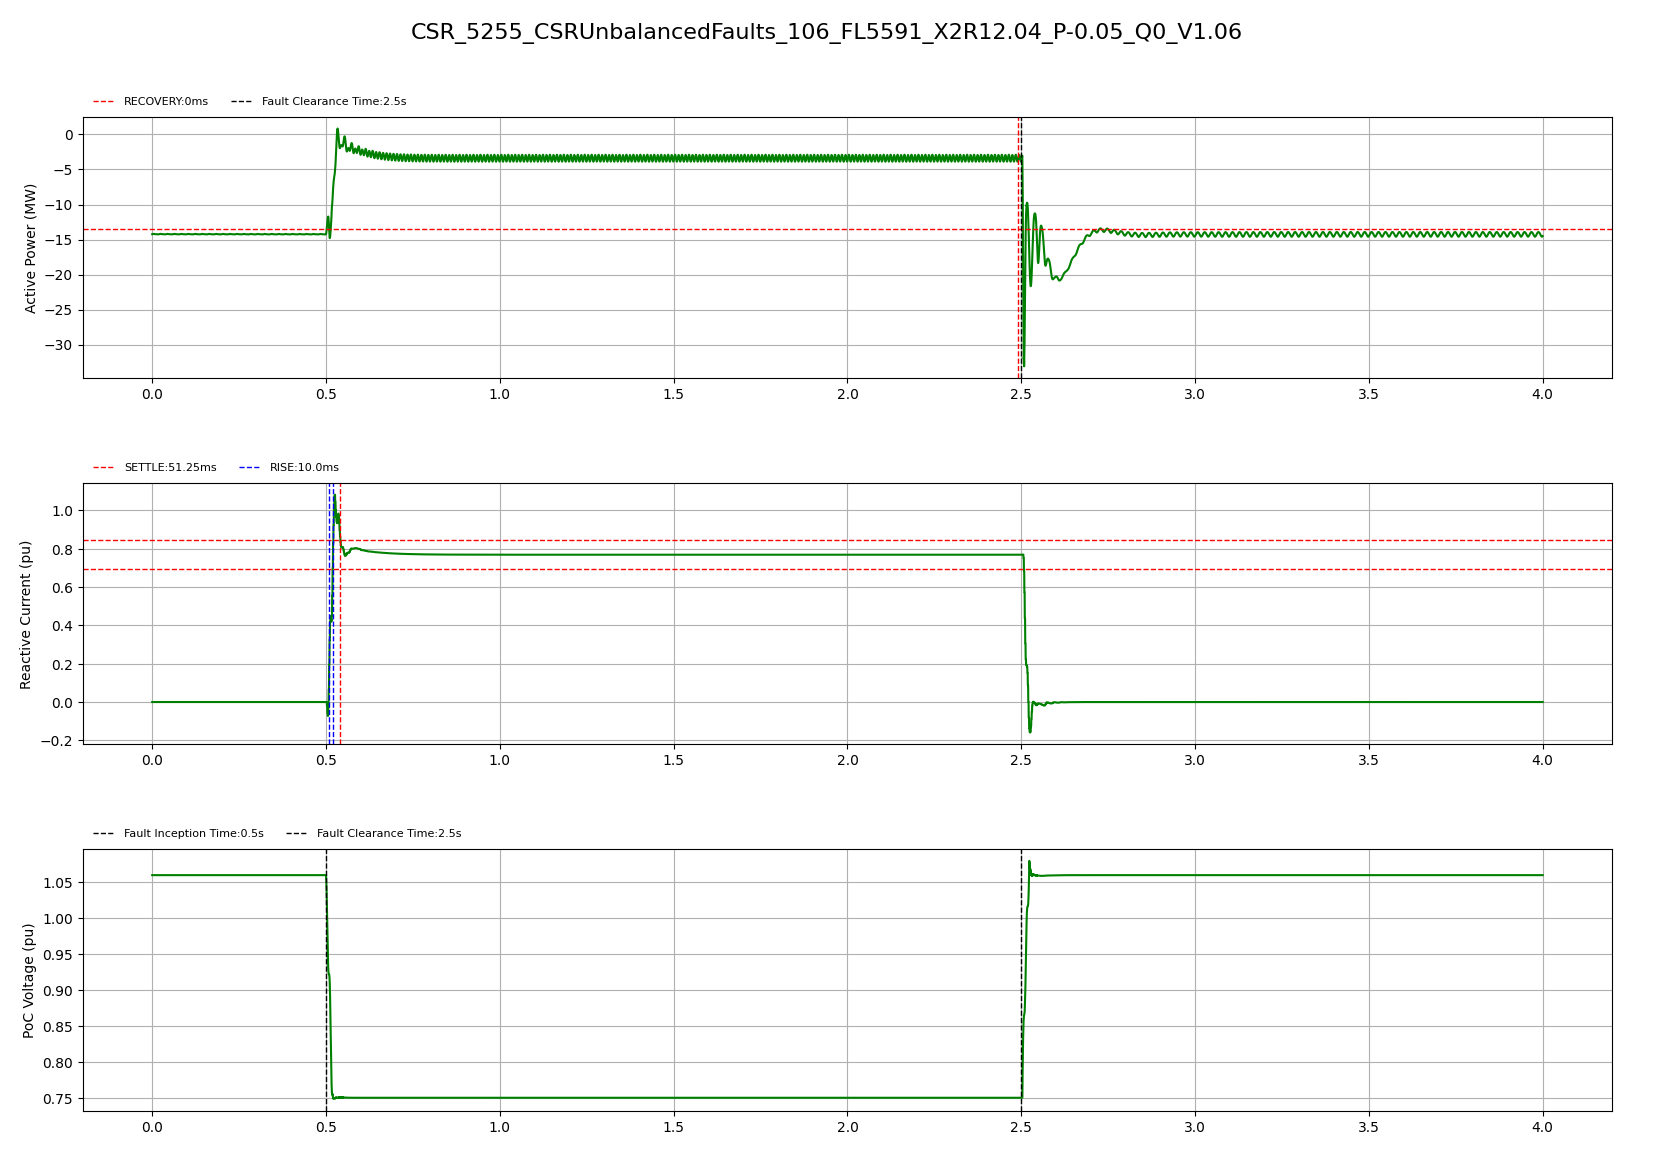 CSR_5255_CSRUnbalancedFaults_106_FL5591_X2R12.04_P-0.05_Q0_V1.06
RECOVERY:0ms Fault Clearance Time:2.5s
Active Power (MW)
0
−5
−10
−15
−20
−25
−30
0.0 0.5 1.0 1.5 2.0 2.5 3.0 3.5 4.0
SETTLE:51.25ms RISE:10.0ms
Reactive Current (pu)
1.0
0.8
0.6
0.4
0.2
0.0
−0.2
0.0 0.5 1.0 1.5 2.0 2.5 3.0 3.5 4.0
Fault Inception Time:0.5s Fault Clearance Time:2.5s
PoC Voltage (pu)
1.05
1.00
0.95
0.90
0.85
0.80
0.75
0.0 0.5 1.0 1.5 2.0 2.5 3.0 3.5 4.0